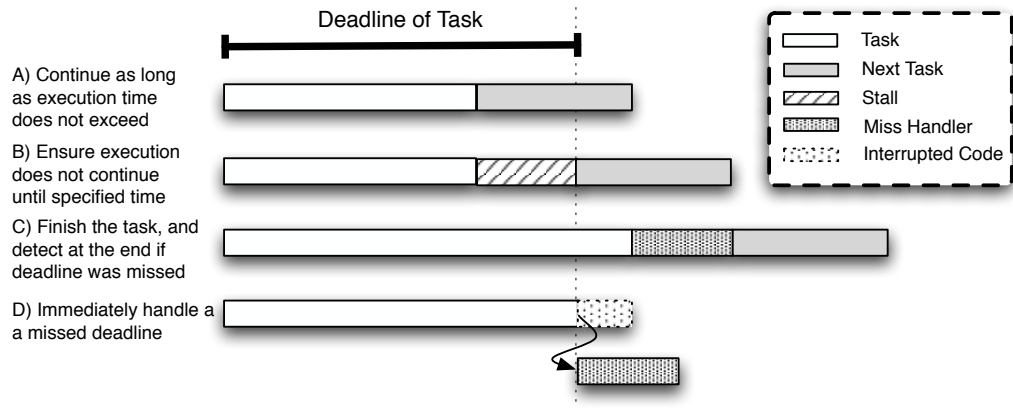 Deadline of Task
A) Continue as long
as execution time
does not exceed
B) Ensure execution
does not continue
until specified time
C) Finish the task, and
detect at the end if
deadline was missed
D) Immediately handle a
a missed deadline
Task
Next Task
Stall
Miss Handler
Interrupted Code